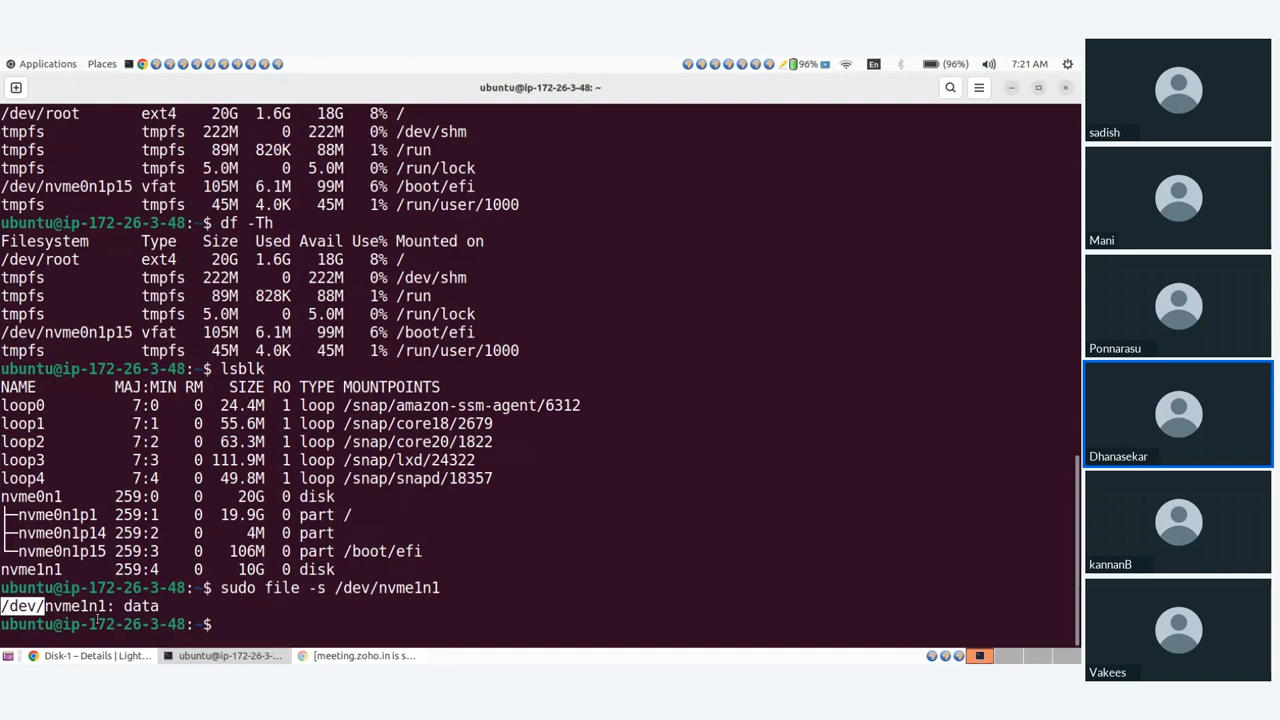 Applications Places 96% En (96%) 7:21 AM
ubuntu@ip-172-26-3-48: ~
/dev/root ext4 20G 1.6G 18G 8% /
tmpfs tmpfs 222M 0 222M 0% /dev/shm
tmpfs tmpfs 89M 820K 88M 1% /run
tmpfs tmpfs 5.0M 0 5.0M 0% /run/lock
/dev/nvme0n1p15 vfat 105M 6.1M 99M 6% /boot/efi
tmpfs tmpfs 45M 4.0K 45M 1% /run/user/1000
ubuntu@ip-172-26-3-48:~$ df -Th
Filesystem Type Size Used Avail Use% Mounted on
/dev/root ext4 20G 1.6G 18G 8% /
tmpfs tmpfs 222M 0 222M 0% /dev/shm
tmpfs tmpfs 89M 828K 88M 1% /run
tmpfs tmpfs 5.0M 0 5.0M 0% /run/lock
/dev/nvme0n1p15 vfat 105M 6.1M 99M 6% /boot/efi
tmpfs tmpfs 45M 4.0K 45M 1% /run/user/1000
ubuntu@ip-172-26-3-48:~$ lsblk
NAME MAJ:MIN RM SIZE RO TYPE MOUNTPOINTS
loop0 7:0 0 24.4M 1 loop /snap/amazon-ssm-agent/6312
loop1 7:1 0 55.6M 1 loop /snap/core18/2679
loop2 7:2 0 63.3M 1 loop /snap/core20/1822
loop3 7:3 0 111.9M 1 loop /snap/lxd/24322
loop4 7:4 0 49.8M 1 loop /snap/snapd/18357
nvme0n1 259:0 0 20G 0 disk
├─nvme0n1p1 259:1 0 19.9G 0 part /
├─nvme0n1p14 259:2 0 4M 0 part
└─nvme0n1p15 259:3 0 106M 0 part /boot/efi
nvme1n1 259:4 0 10G 0 disk
ubuntu@ip-172-26-3-48:~$ sudo file -s /dev/nvme1n1
/dev/nvme1n1: data
ubuntu@ip-172-26-3-48:~$
Disk-1 – Details | Light... ubuntu@ip-172-26-3-... [meeting.zoho.in is s...
sadish
Mani
Ponnarasu
Dhanasekar
kannanB
Vakees